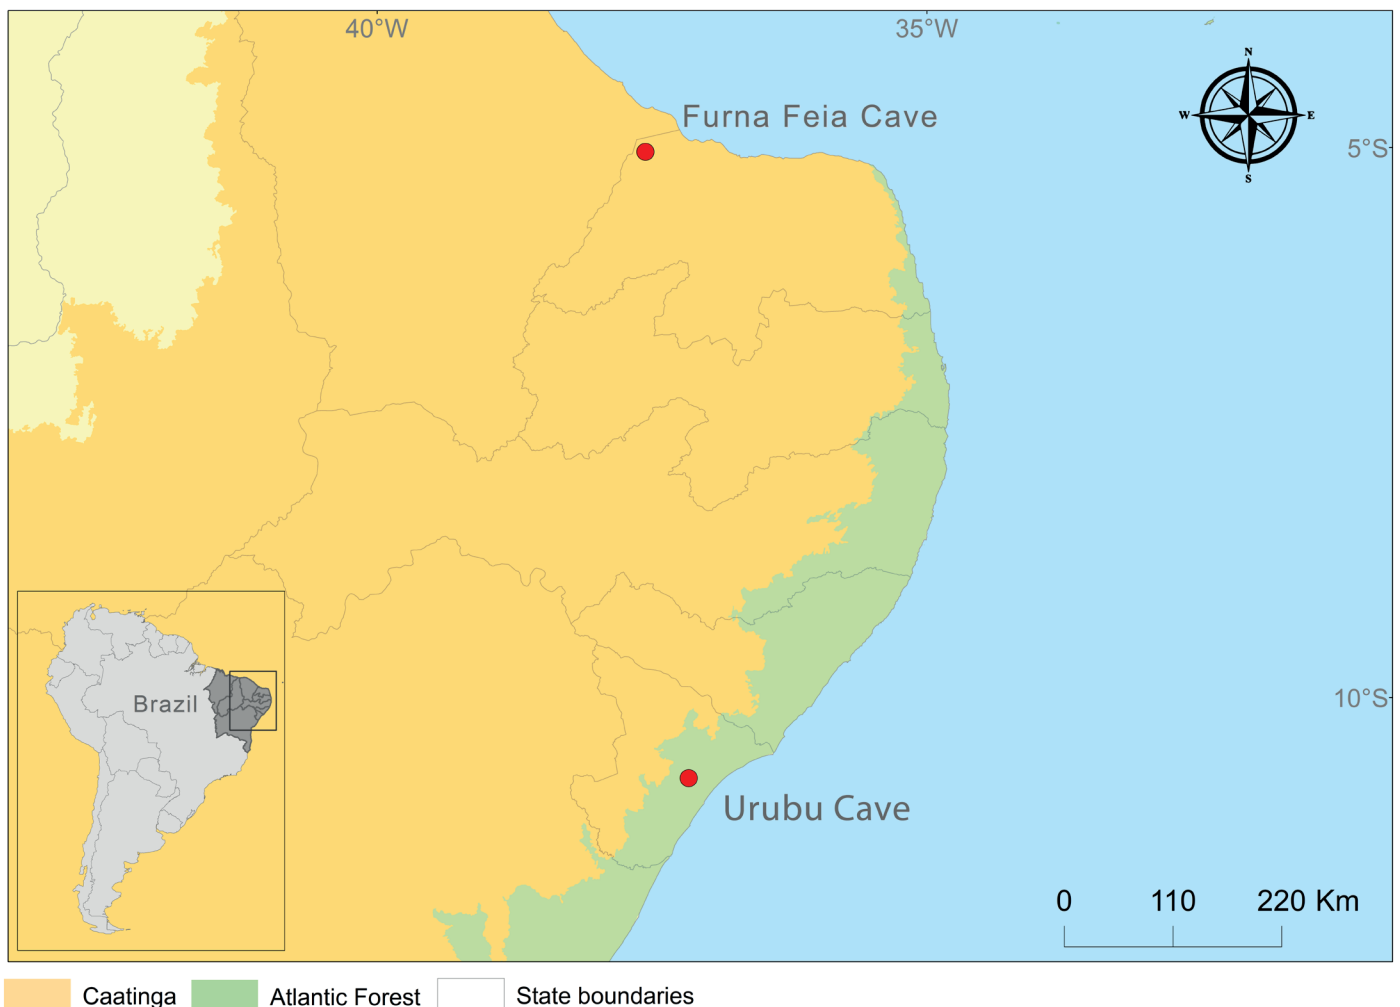 40°W 35°W
N
W E
S
Furna Feia Cave
5°S
Brazil
10°S
Urubu Cave
0 110 220 Km
Caatinga Atlantic Forest State boundaries